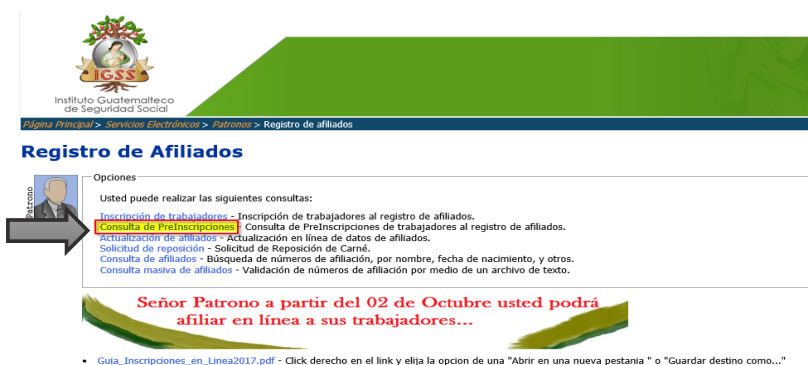 IGSS
Instituto Guatemalteco
de Seguridad Social
Página Principal > Servicios Electrónicos > Patronos > Registro de afiliados
Registro de Afiliados
Opciones
Patrono
Usted puede realizar las siguientes consultas:
Inscripción de trabajadores - Inscripción de trabajadores al registro de afiliados.
Consulta de PreInscripciones - Consulta de PreInscripciones de trabajadores al registro de afiliados.
Actualización de afiliados - Actualización en línea de datos de afiliados.
Solicitud de reposición - Solicitud de Reposición de Carné.
Consulta de afiliados - Búsqueda de números de afiliación, por nombre, fecha de nacimiento, y otros.
Consulta masiva de afiliados - Validación de números de afiliación por medio de un archivo de texto.
Señor Patrono a partir del 02 de Octubre usted podrá
afiliar en línea a sus trabajadores...
• Guia_Inscripciones_en_Linea2017.pdf - Click derecho en el link y elija la opcion de una "Abrir en una nueva pestania " o "Guardar destino como..."